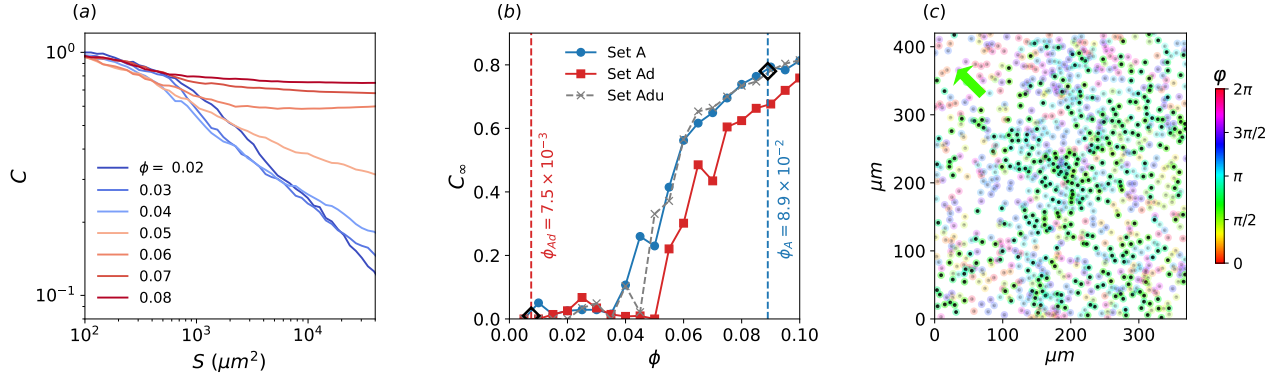 (a)
10⁰
10⁻¹
C
ϕ = 0.02
0.03
0.04
0.05
0.06
0.07
0.08
10² 10³ 10⁴
S (μm²)
(b)
0.8
0.6
0.4
0.2
0.0
C∞
Set A
Set Ad
Set Adu
ϕ_Ad = 7.5 × 10⁻³
ϕ_A = 8.9 × 10⁻²
0.00 0.02 0.04 0.06 0.08 0.10
ϕ
(c)
400
300
200
100
0
μm
0 100 200 300
μm
φ
2π
3π/2
π
π/2
0